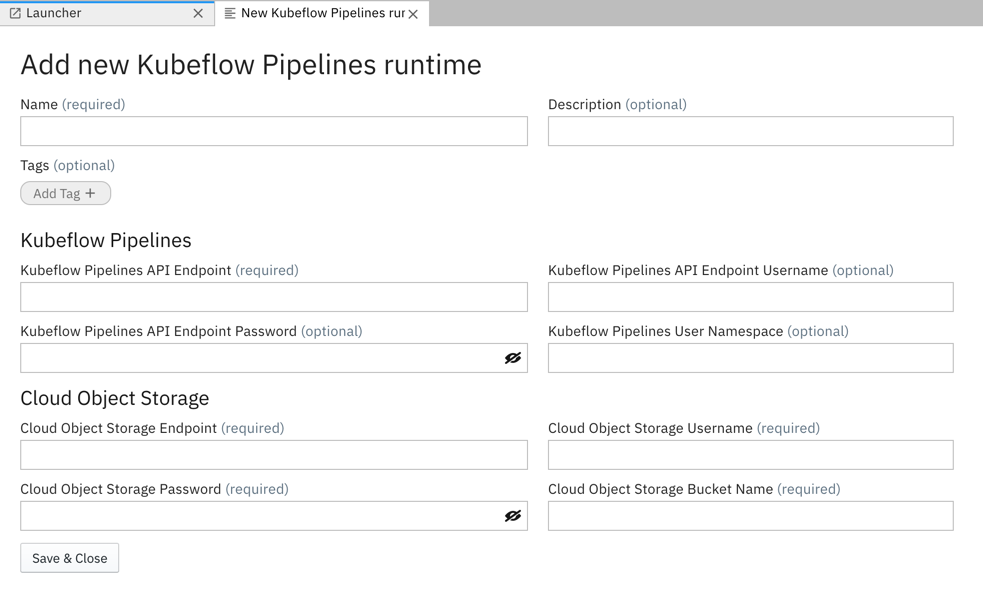 Launcher
New Kubeflow Pipelines rur
Add new Kubeflow Pipelines runtime
Name (required)
Description (optional)
Tags (optional)
Add Tag +
Kubeflow Pipelines
Kubeflow Pipelines API Endpoint (required)
Kubeflow Pipelines API Endpoint Username (optional)
Kubeflow Pipelines API Endpoint Password (optional)
Kubeflow Pipelines User Namespace (optional)
Cloud Object Storage
Cloud Object Storage Endpoint (required)
Cloud Object Storage Username (required)
Cloud Object Storage Password (required)
Cloud Object Storage Bucket Name (required)
Save & Close